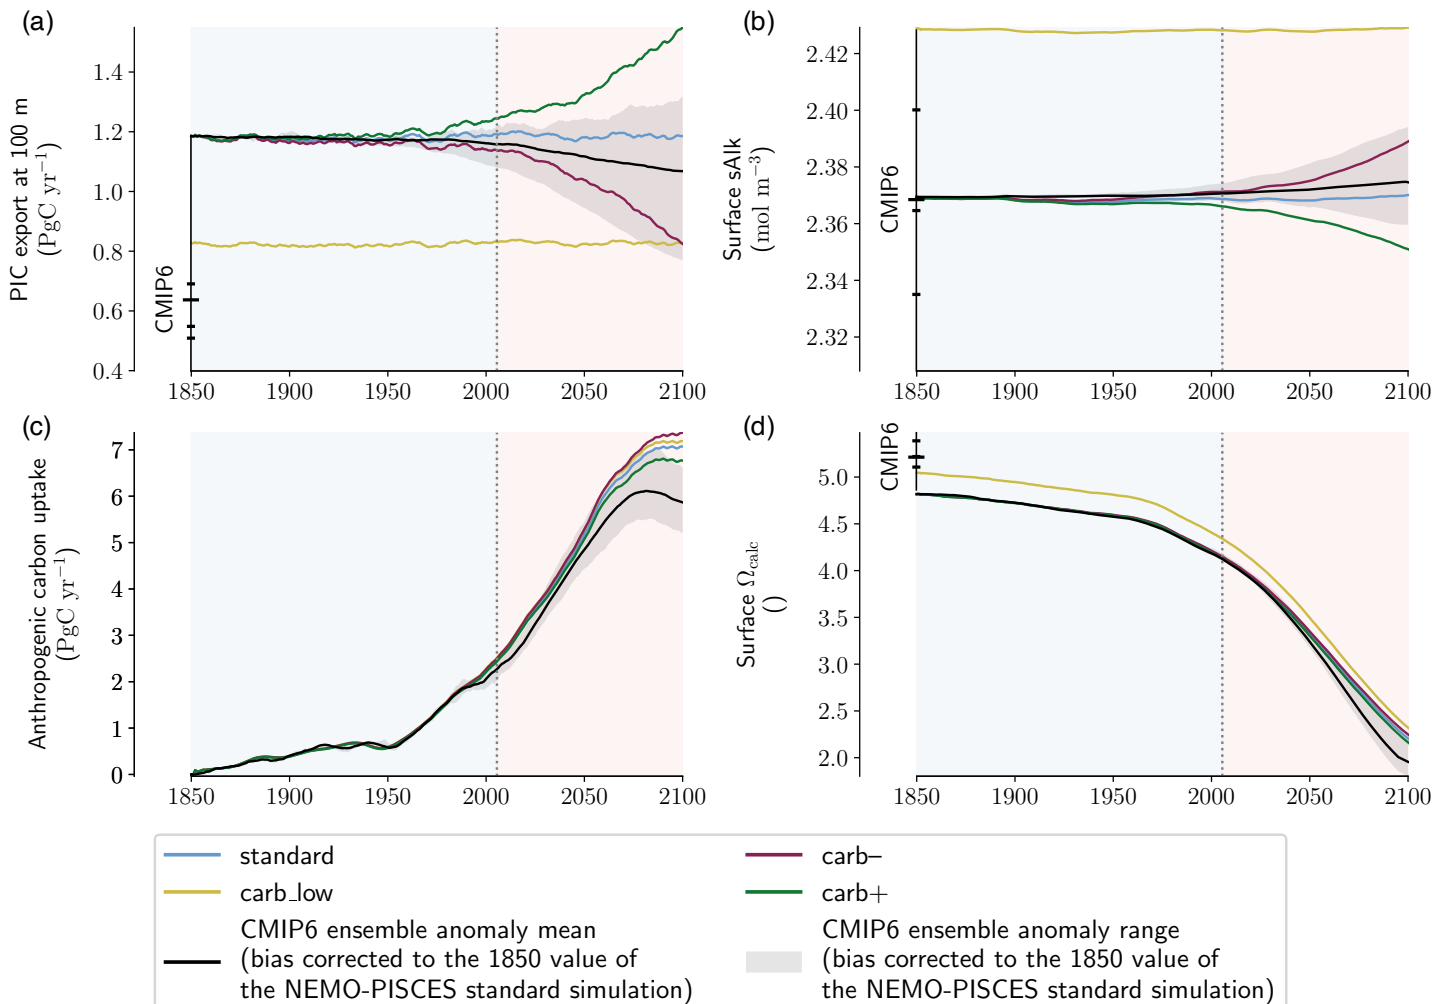 (a)
PIC export at 100 m
(PgC yr⁻¹)
1.4
1.2
1.0
0.8
0.6
0.4
CMIP6
1850
1900
1950
2000
2050
2100
(b)
Surface sAlk
(mol m⁻³)
2.42
2.40
2.38
2.36
2.34
2.32
CMIP6
1850
1900
1950
2000
2050
2100
(c)
Anthropogenic carbon uptake
(PgC yr⁻¹)
7
6
5
4
3
2
1
0
1850
1900
1950
2000
2050
2100
(d)
Surface Ωcalc
()
5.0
4.5
4.0
3.5
3.0
2.5
2.0
CMIP6
1850
1900
1950
2000
2050
2100
standard
carb_low
CMIP6 ensemble anomaly mean
(bias corrected to the 1850 value of
the NEMO-PISCES standard simulation)
carb–
carb+
CMIP6 ensemble anomaly range
(bias corrected to the 1850 value of
the NEMO-PISCES standard simulation)